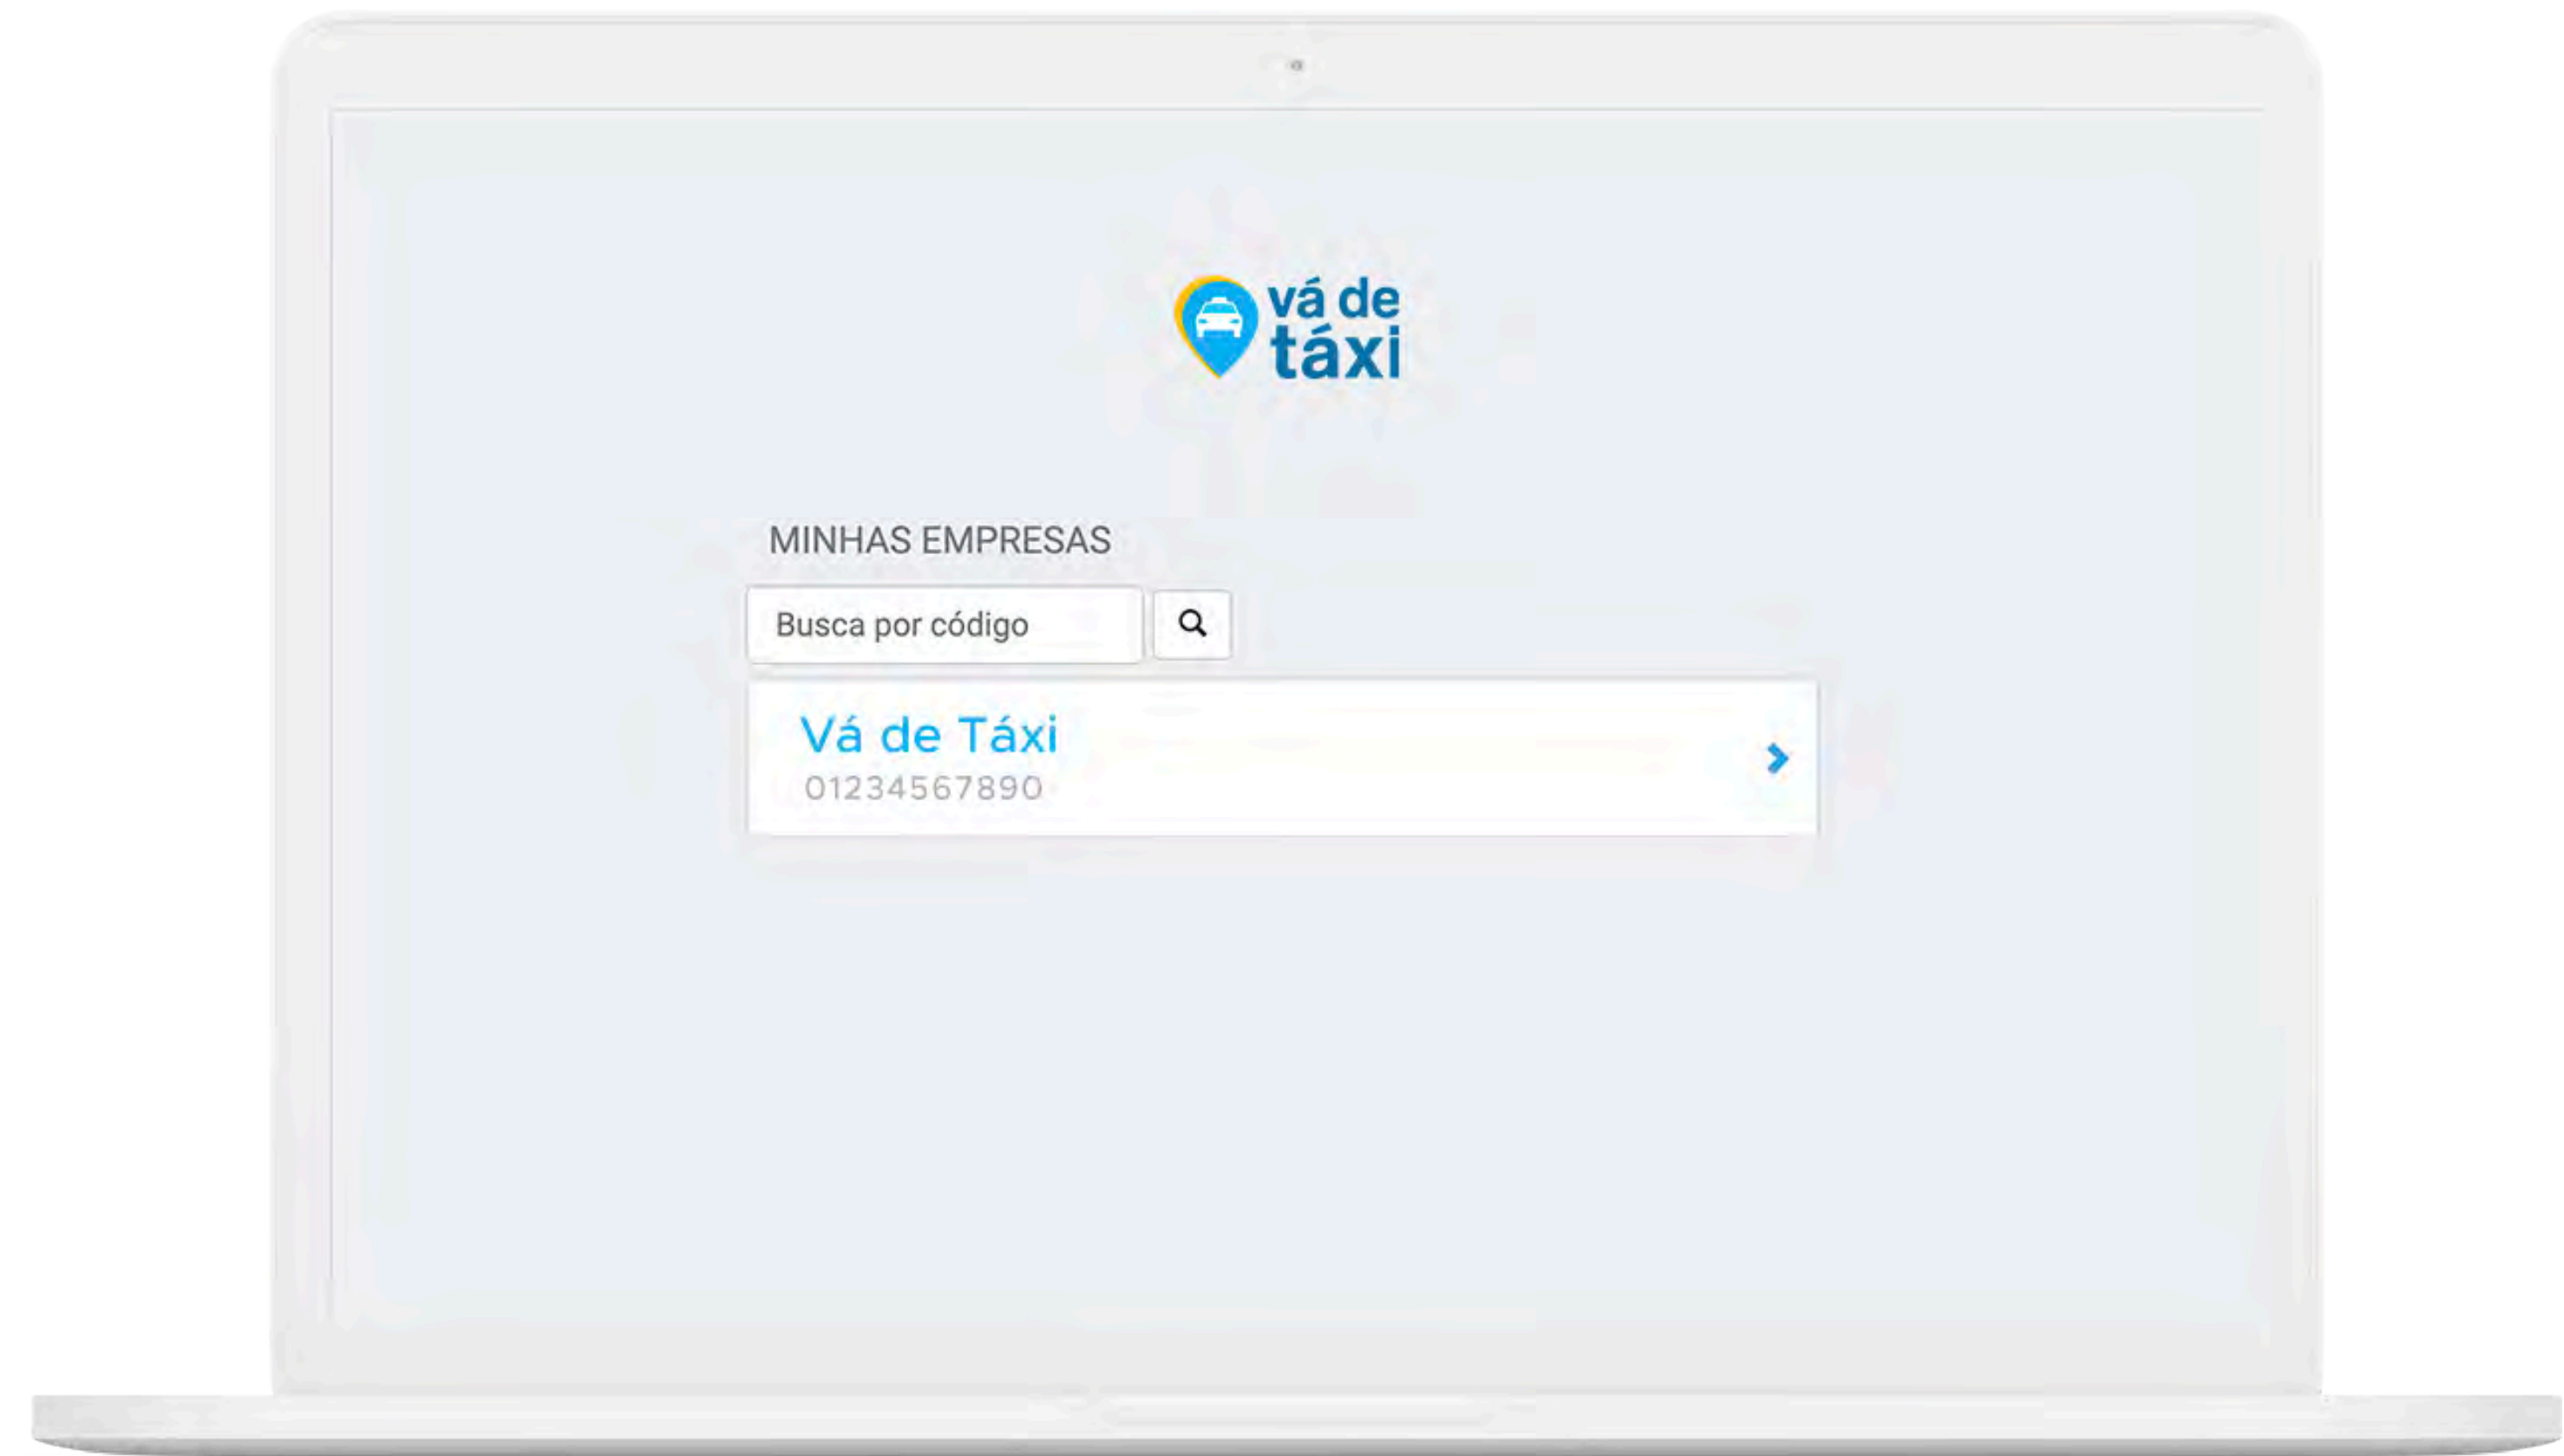 vá de
táxi
MINHAS EMPRESAS
Busca por código
Vá de Táxi
01234567890